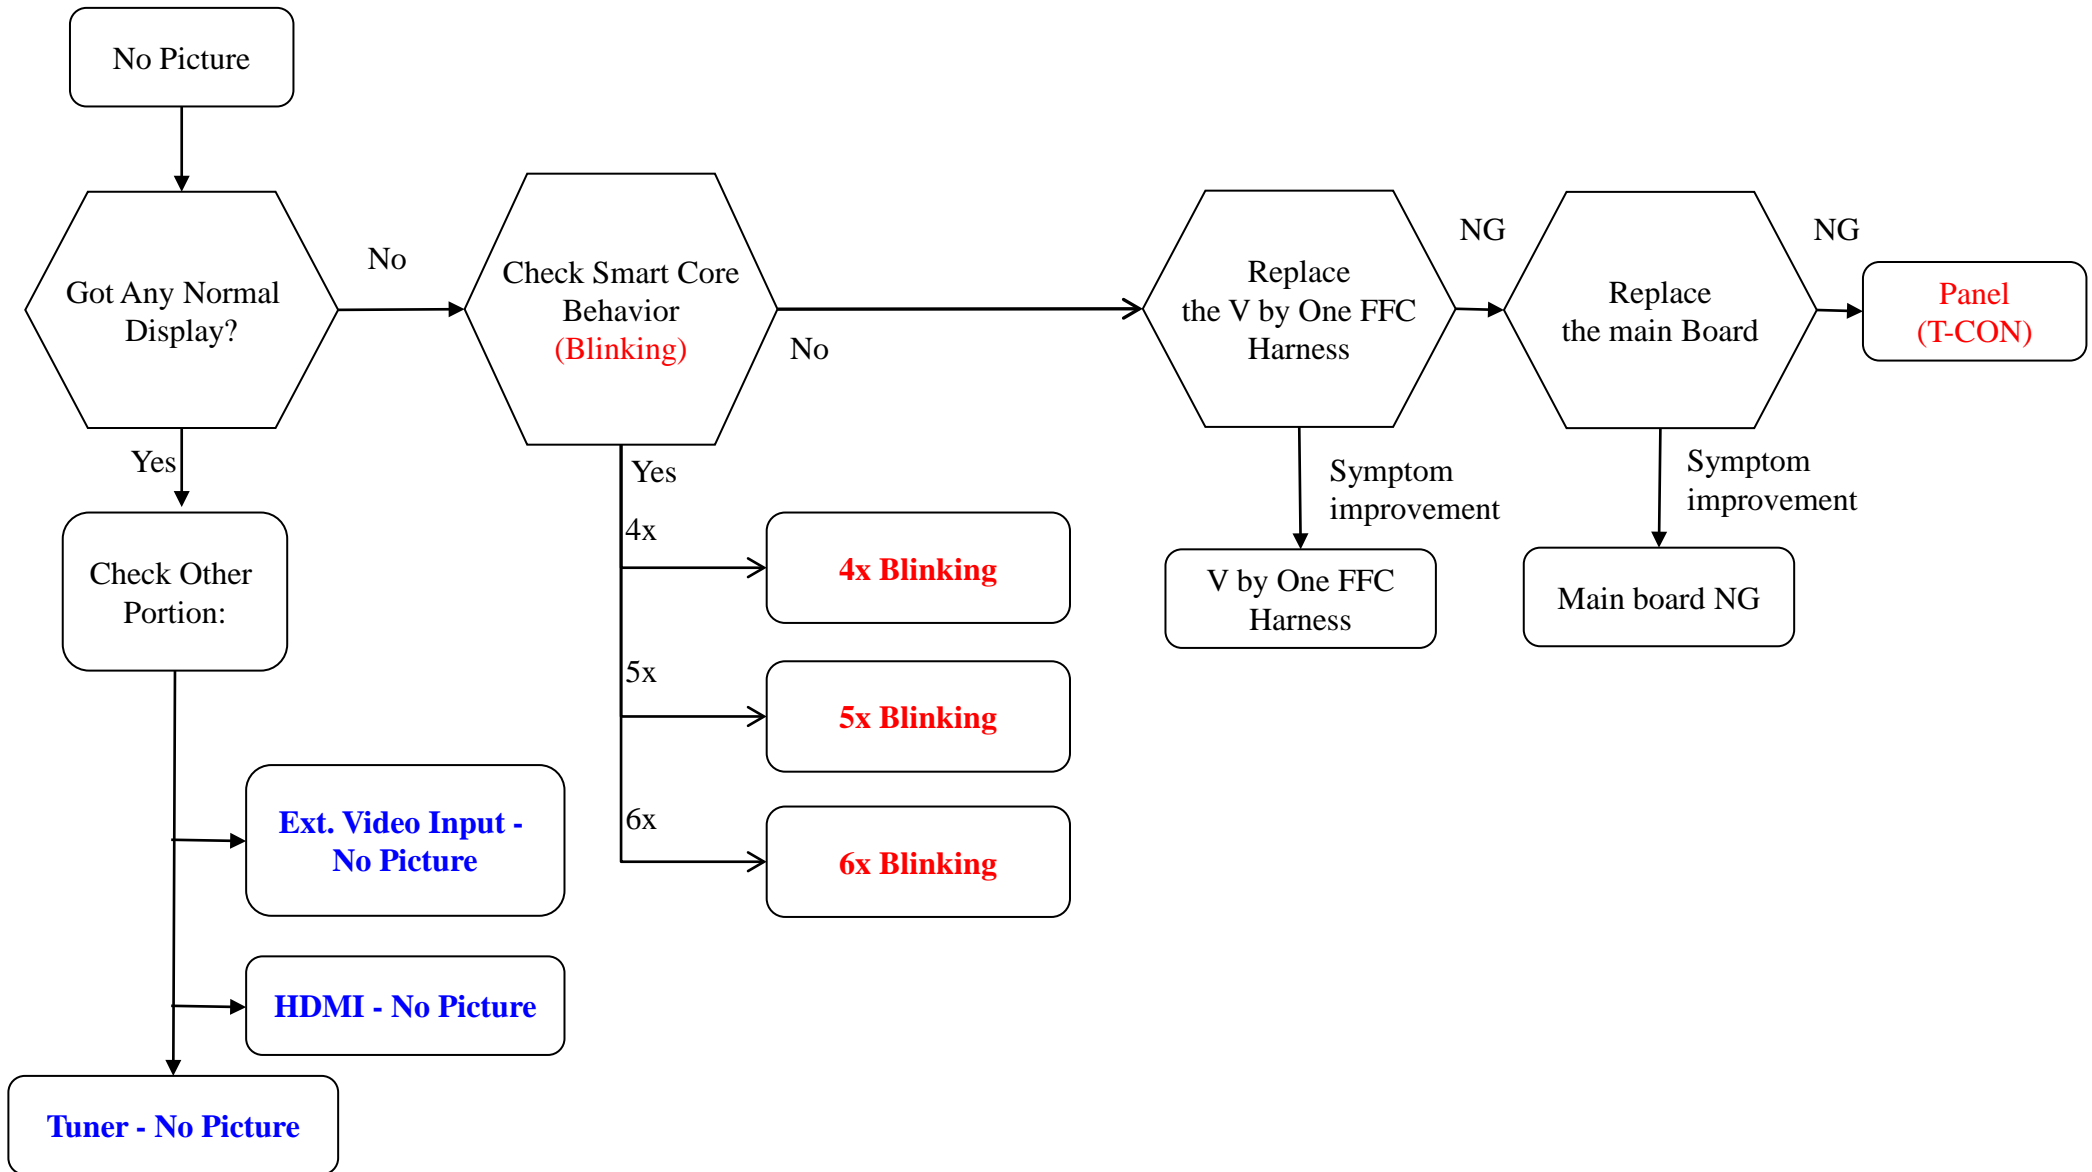 No Picture
Got Any Normal
Display?
No
Check Smart Core
Behavior
(Blinking)
No
Replace
the V by One FFC
Harness
NG
Replace
the main Board
NG
Panel
(T-CON)
Yes
Check Other
Portion:
Yes
4x
4x Blinking
5x
5x Blinking
6x
6x Blinking
Symptom
improvement
V by One FFC
Harness
Symptom
improvement
Main board NG
Ext. Video Input -
No Picture
HDMI - No Picture
Tuner - No Picture